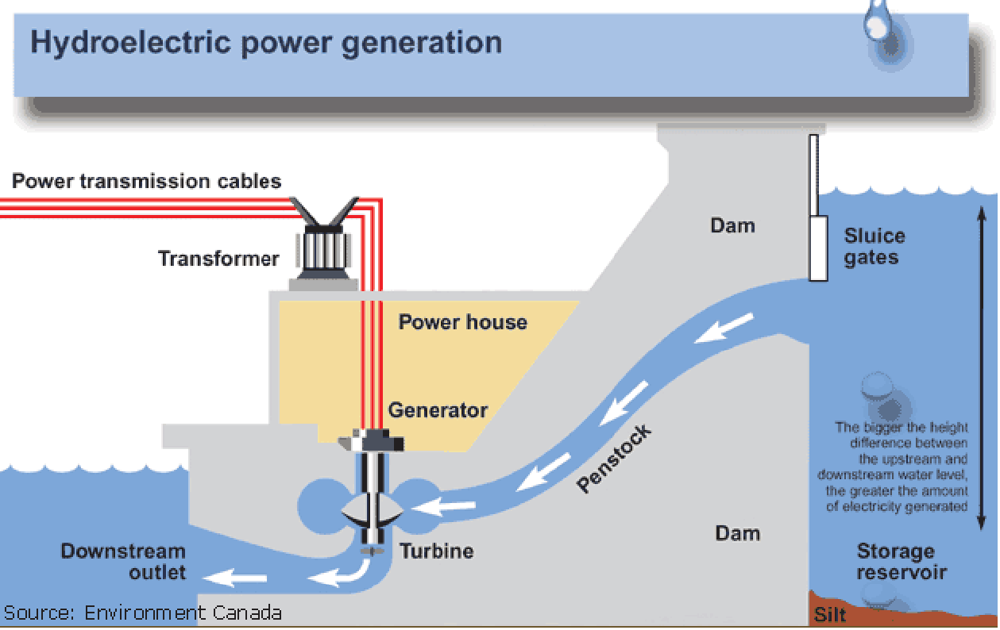 Hydroelectric power generation
Power transmission cables
Transformer
Dam
Sluice
gates
Power house
Generator
Penstock
The bigger the height
difference between
the upstream and
downstream water level,
the greater the amount
of electricity generated
Dam
Downstream
outlet
Turbine
Storage
reservoir
Source: Environment Canada
Silt